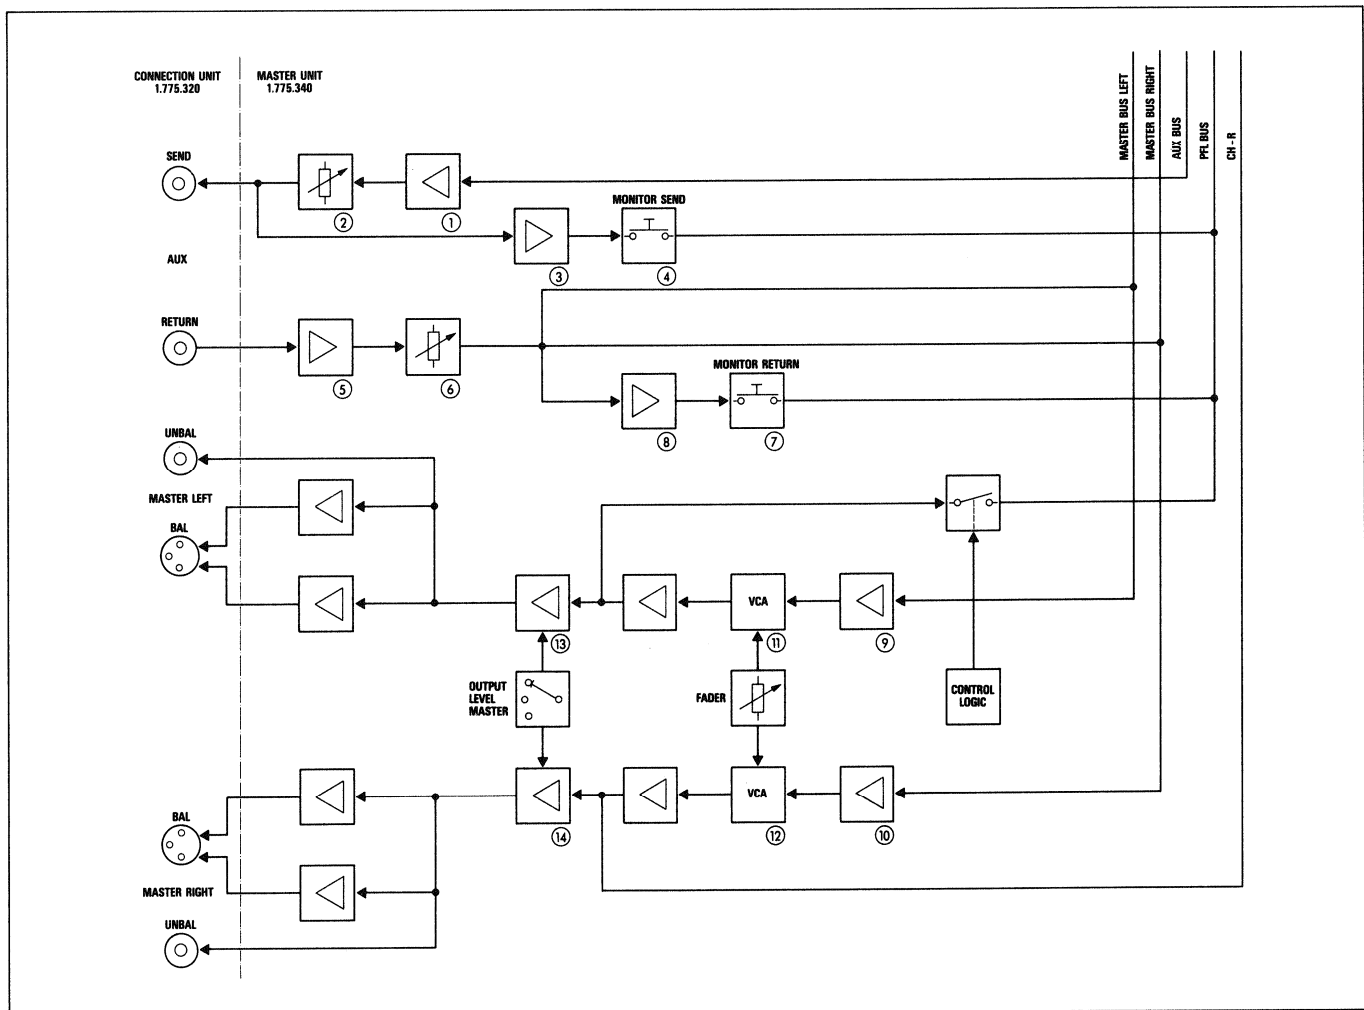 CONNECTION UNIT
1.775.320
MASTER UNIT
1.775.340
MASTER BUS LEFT
MASTER BUS RIGHT
AUX BUS
PFL BUS
CH - R
SEND
2
1
MONITOR SEND
3
4
AUX
RETURN
5
6
MONITOR RETURN
8
7
UNBAL
MASTER LEFT
BAL
13
VCA
11
9
OUTPUT
LEVEL
MASTER
FADER
CONTROL
LOGIC
BAL
14
VCA
12
10
MASTER RIGHT
UNBAL